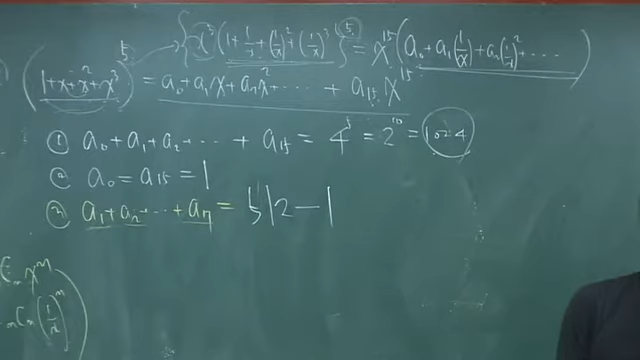 {x³(1+1/x+(1/x)²+(1/x)³)}⁵ = x¹⁵(a₀+a₁(1/x)+a₂(1/x)²+⋯)
(1+x+x²+x³)⁵ = a₀+a₁x+a₂x²+⋯+a₁₅x¹⁵
① a₀+a₁+a₂+⋯+a₁₅ = 4⁵ = 2¹⁰ = 1024
② a₀ = a₁₅ = 1
③ a₁+a₂+⋯+a₇ = 512-1